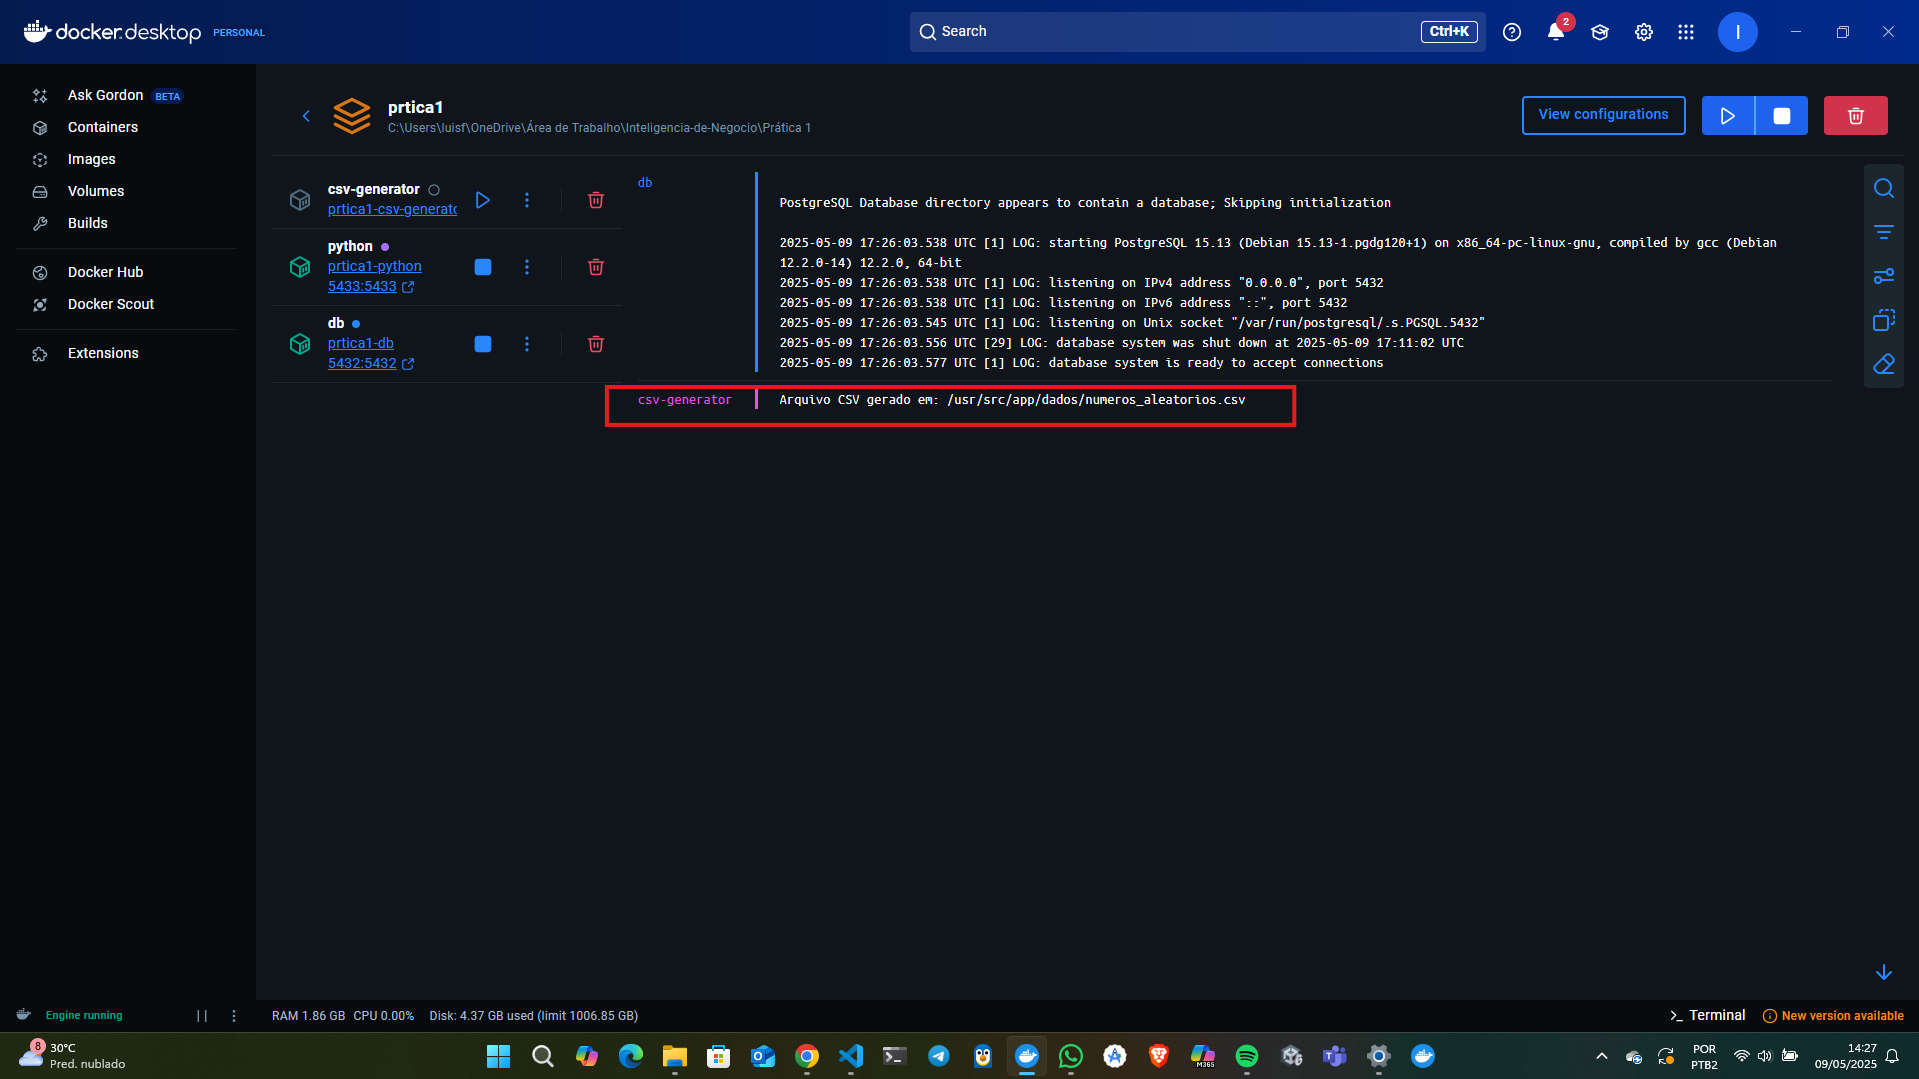 docker.desktop PERSONAL
Search
Ctrl+K
2
I
Ask Gordon BETA
Containers
Images
Volumes
Builds
Docker Hub
Docker Scout
Extensions
prtica1
C:\Users\luisf\OneDrive\Área de Trabalho\Inteligencia-de-Negocio\Prática 1
View configurations
csv-generator
prtica1-csv-generato
python
prtica1-python
5433:5433
db
prtica1-db
5432:5432
db
PostgreSQL Database directory appears to contain a database; Skipping initialization
2025-05-09 17:26:03.538 UTC [1] LOG: starting PostgreSQL 15.13 (Debian 15.13-1.pgdg120+1) on x86_64-pc-linux-gnu, compiled by gcc (Debian
12.2.0-14) 12.2.0, 64-bit
2025-05-09 17:26:03.538 UTC [1] LOG: listening on IPv4 address "0.0.0.0", port 5432
2025-05-09 17:26:03.538 UTC [1] LOG: listening on IPv6 address "::", port 5432
2025-05-09 17:26:03.545 UTC [1] LOG: listening on Unix socket "/var/run/postgresql/.s.PGSQL.5432"
2025-05-09 17:26:03.556 UTC [29] LOG: database system was shut down at 2025-05-09 17:11:02 UTC
2025-05-09 17:26:03.577 UTC [1] LOG: database system is ready to accept connections
csv-generator
Arquivo CSV gerado em: /usr/src/app/dados/numeros_aleatorios.csv
Engine running
RAM 1.86 GB CPU 0.00% Disk: 4.37 GB used (limit 1006.85 GB)
Terminal
New version available
8
30°C
Pred. nublado
M365
POR
PTB2
14:27
09/05/2025